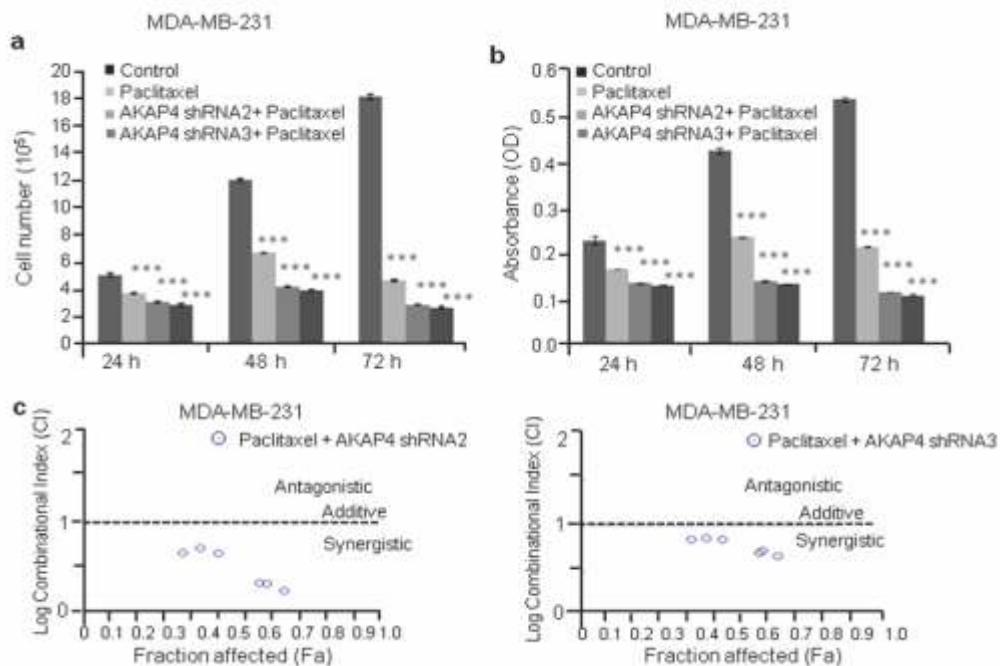 MDA-MB-231
a
Control
Paclitaxel
AKAP4 shRNA2+ Paclitaxel
AKAP4 shRNA3+ Paclitaxel
Cell number (10⁵)
20
18
16
14
12
10
8
6
4
2
0
***
***
***
***
***
***
***
***
***
24 h
48 h
72 h
MDA-MB-231
b
Control
Paclitaxel
AKAP4 shRNA2+ Paclitaxel
AKAP4 shRNA3+ Paclitaxel
Absorbance (OD)
0.6
0.5
0.4
0.3
0.2
0.1
0.0
***
***
***
***
***
***
***
***
***
24 h
48 h
72 h
c
MDA-MB-231
Paclitaxel + AKAP4 shRNA2
Log Combinational Index (CI)
2
1
0
Antagonistic
Additive
Synergistic
0 0.1 0.2 0.3 0.4 0.5 0.6 0.7 0.8 0.9 1.0
Fraction affected (Fa)
MDA-MB-231
Paclitaxel + AKAP4 shRNA3
Log Combinational Index (CI)
2
1
0
Antagonistic
Additive
Synergistic
0 0.1 0.2 0.3 0.4 0.5 0.6 0.7 0.8 0.9 1.0
Fraction affected (Fa)